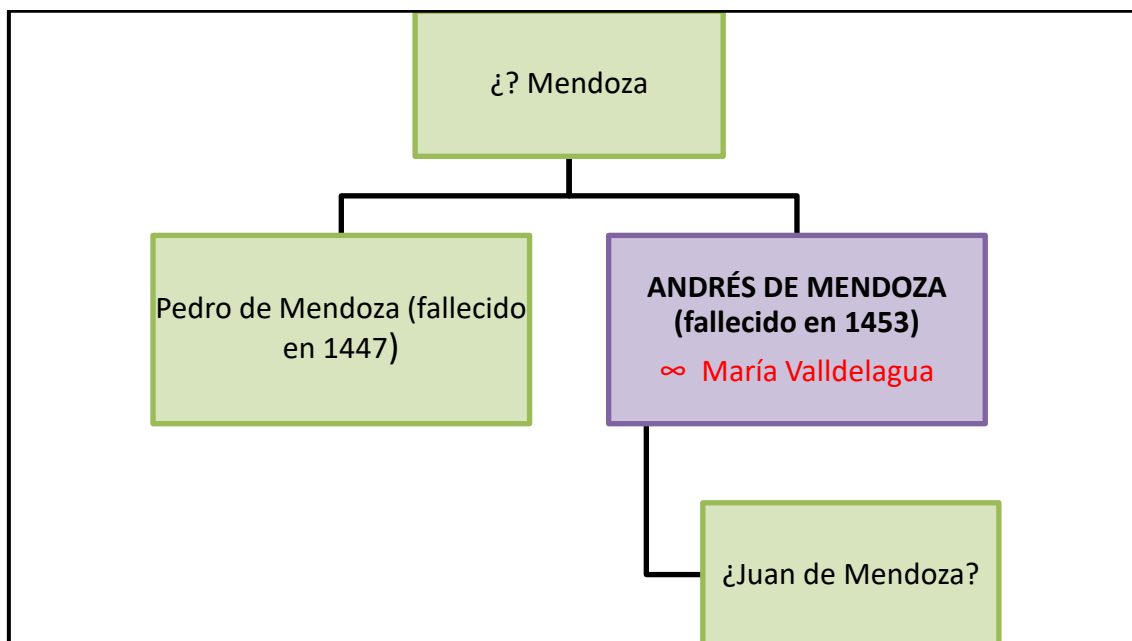 ¿? Mendoza
Pedro de Mendoza (fallecido
en 1447)
ANDRÉS DE MENDOZA
(fallecido en 1453)
∞ María Valldelagua
¿Juan de Mendoza?